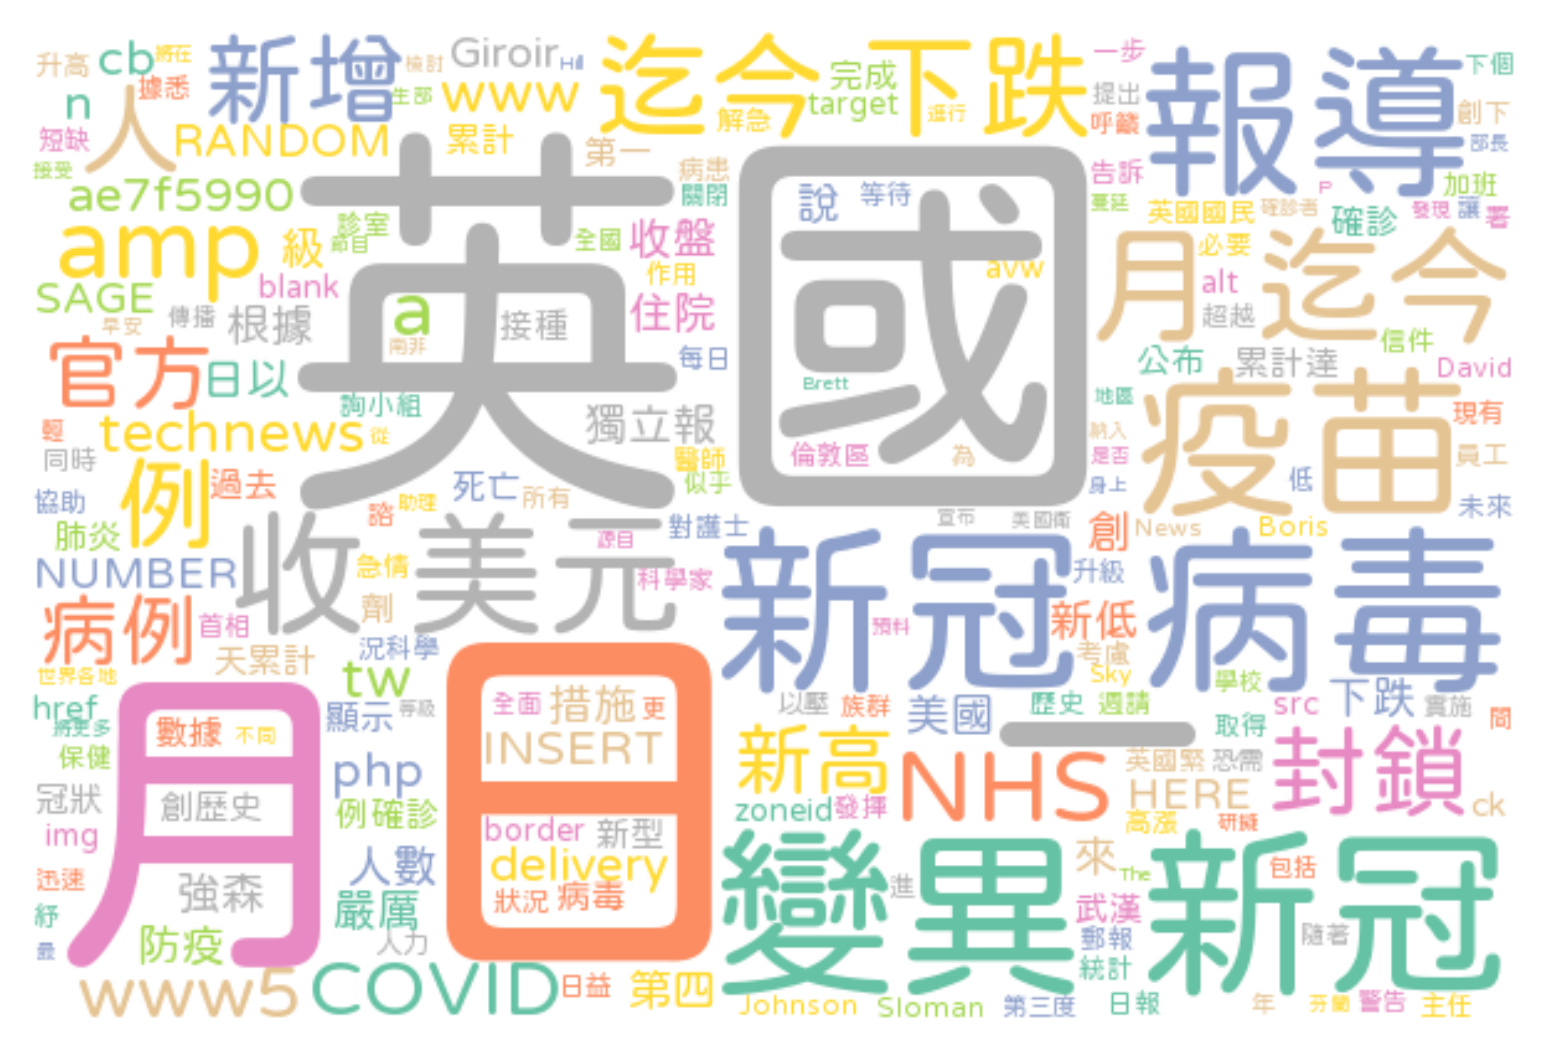 升高 cb 將在 新增 檢討 Giroir Hill 迄今下跌 完成 一步 報導 下個
n 據悉 人 生部 www 解急 target 進行 提出 創下
短缺 RANDOM 累計 第一 呼籲 部長
接受 ae7f5990 英國 病患 關閉 說 等待 告訴 P 加班
診室 節目 全國 收盤 蔓延 英國國民 確診者 確診 發現 讓 署
amp 級 作用 avw 月迄今 必要
SAGE blank a 住院 alt 超越
早安 傳播 根據 南非 接種 信件
官方 日以 每日 Brett 公布 累計達 David
詢小組 獨立報 地區 疫苗 現有
輕 technews 從 醫師 倫敦區 為 納入 是否 員工
同時 例 過去 死亡 所有 似乎 身上 低
協助 諮 助理 宣布 美國衛 未來
肺炎 收美元 源目 對護士 創 News Boris
NUMBER 急情 科學家 新冠病毒 升級
病例 首相 劑 預料 新低
天累計 況科學 考慮
世界各地 tw Sky 學校
href 月日 顯示 等級 全面 措施 更 以壓 族群 美國 歷史 週請 src 下跌 實施
將更多 數據 不同 一 取得 問
保健 INSERT 新高 NHS 英國緊 恐需 封鎖
冠狀 創歷史 php HERE ck
img 例確診 border 新型 zoneid 發揮 高漲 研擬
迅速 人數 delivery 變異新冠 來 The 包括
強森 嚴厲 狀況 病毒 進 武漢
紓 防疫 人力 郵報 隨著
最 統計
www5 COVID 日益 第四 Johnson Sloman 第三度 日報 年 芬蘭 警告 主任